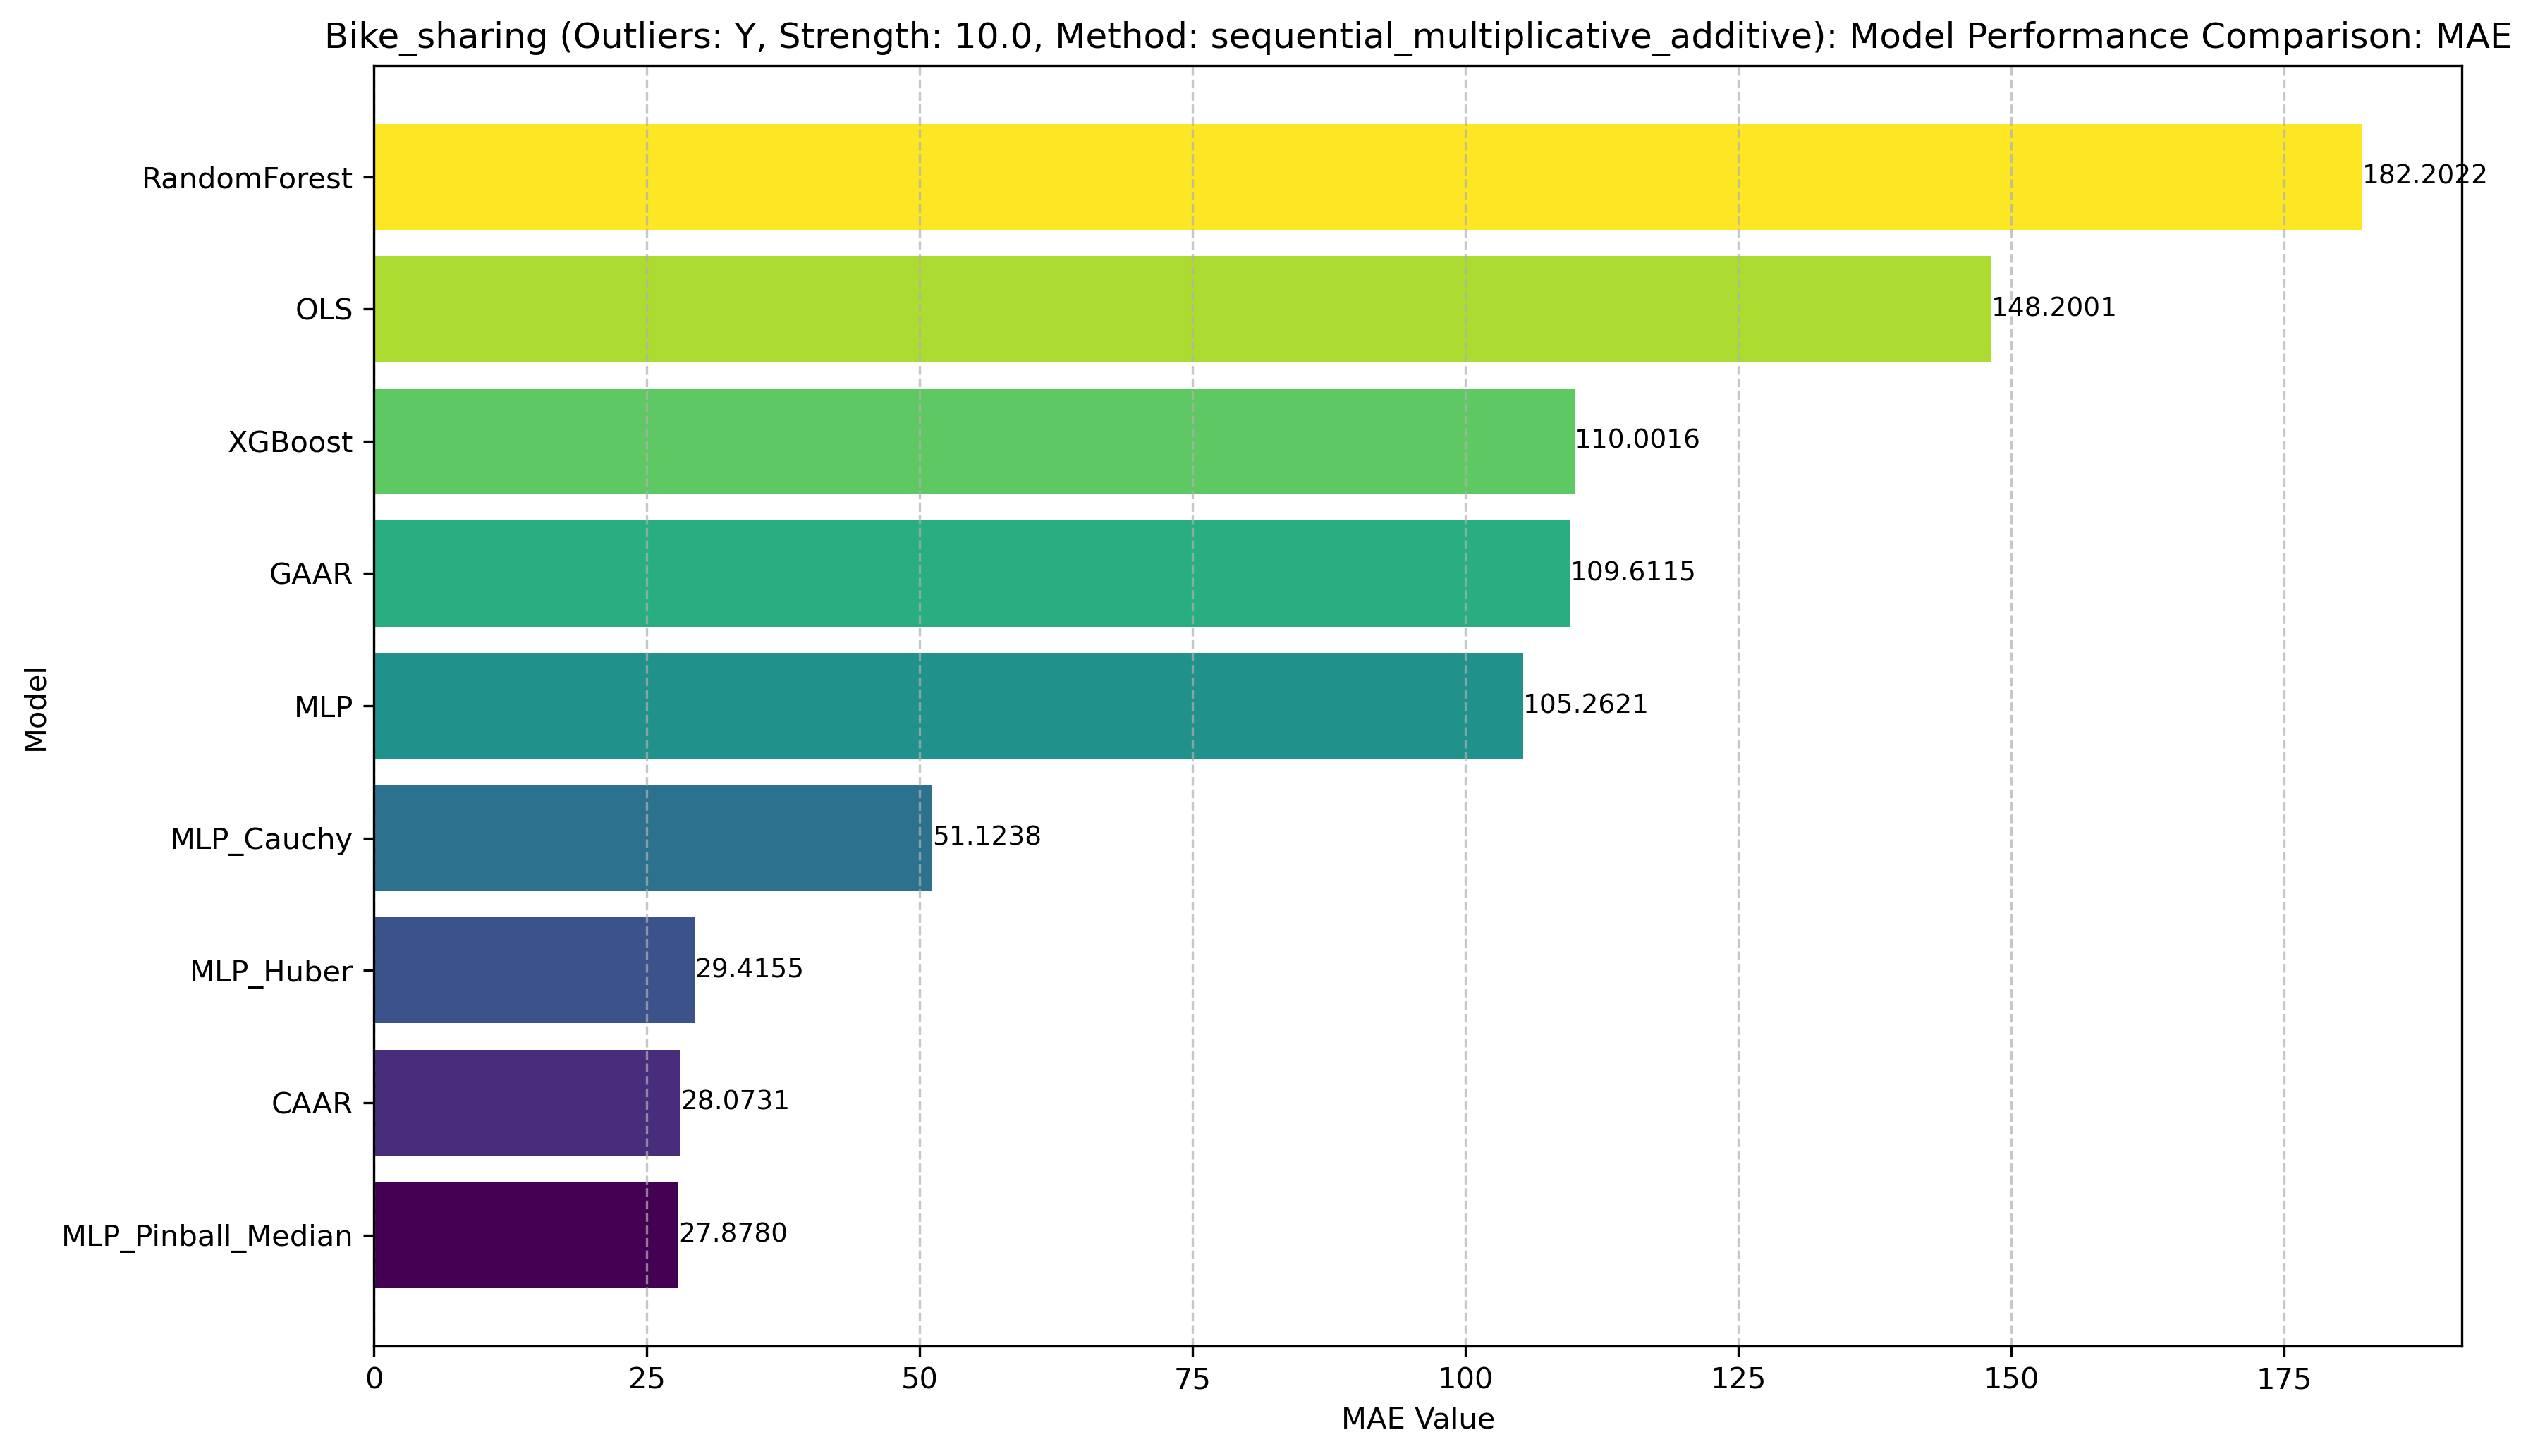 Bike_sharing (Outliers: Y, Strength: 10.0, Method: sequential_multiplicative_additive): Model Performance Comparison: MAE
RandomForest
182.2022
OLS
148.2001
XGBoost
110.0016
GAAR
109.6115
MLP
105.2621
MLP_Cauchy
51.1238
MLP_Huber
29.4155
CAAR
28.0731
MLP_Pinball_Median
27.8780
Model
0 25 50 75 100 125 150 175
MAE Value